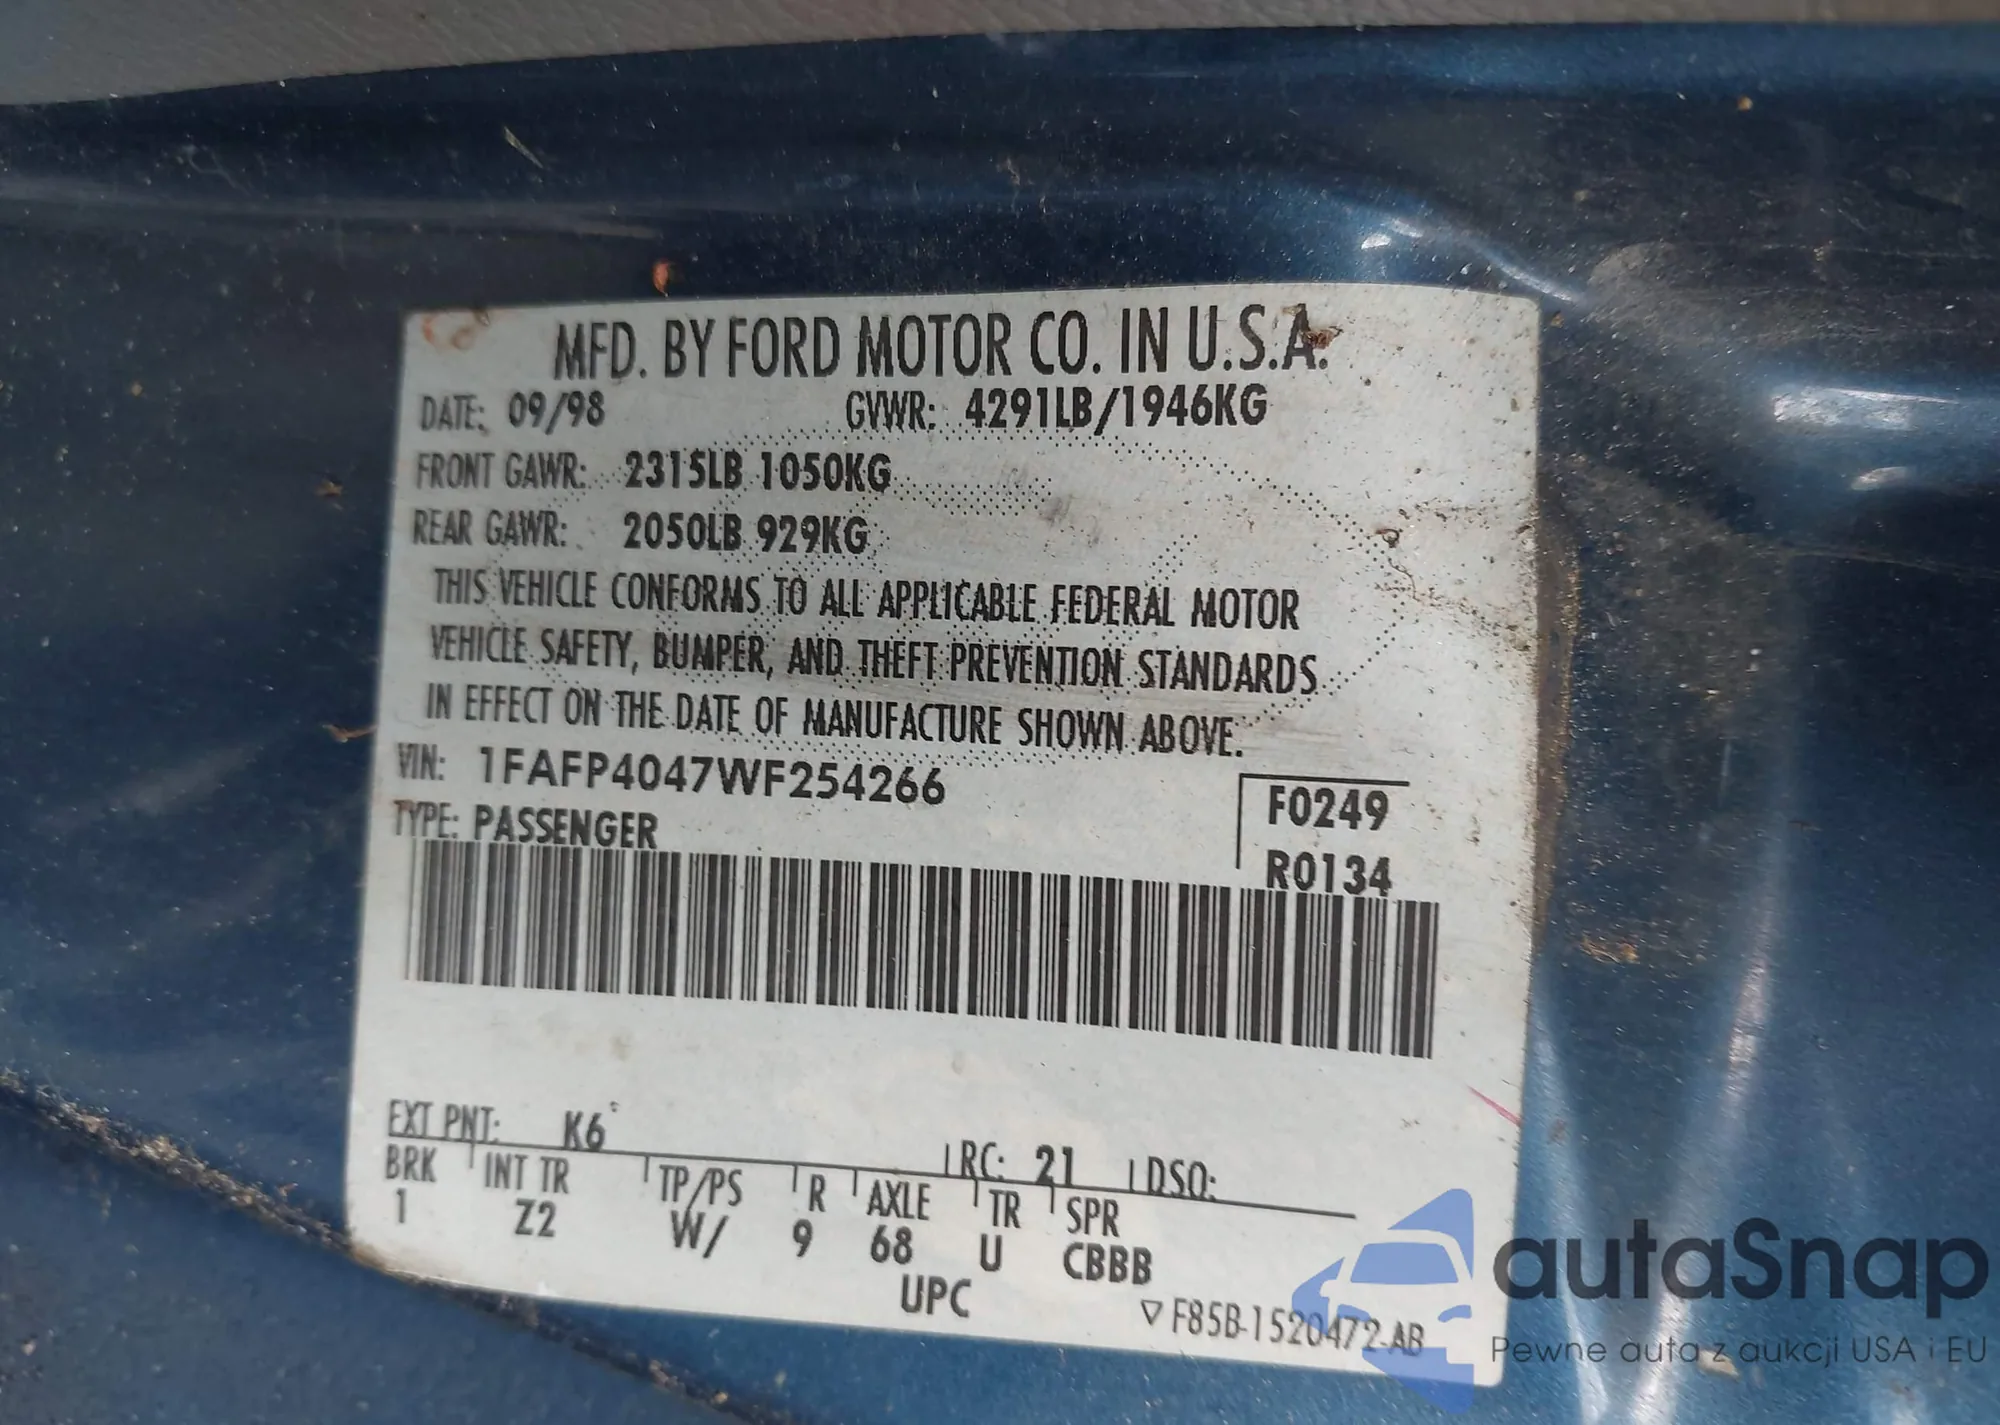 MFD. BY FORD MOTOR CO. IN U.S.A.
DATE: 09/98 GVWR: 4291LB/1946KG
FRONT GAWR: 2315LB 1050KG
REAR GAWR: 2050LB 929KG
THIS VEHICLE CONFORMS TO ALL APPLICABLE FEDERAL MOTOR
VEHICLE SAFETY, BUMPER, AND THEFT PREVENTION STANDARDS
IN EFFECT ON THE DATE OF MANUFACTURE SHOWN ABOVE.
VIN: 1FAFP4047WF254266
F0249
TYPE: PASSENGER
R0134
EXT PNT: K6 RC: 21 DSO:
BRK INT TR TP/PS R AXLE TR SPR
1 Z2 W/ 9 68 U CBBB
UPC
▽ F85B-1520472-AB
autaSnap
Pewne auta z aukcji USA i EU